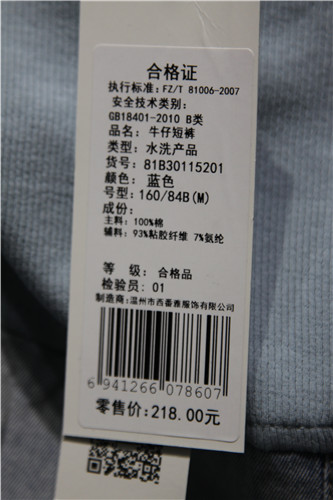 合格证
执行标准: FZ/T 81006-2007
安全技术类别:
GB18401-2010 B类
品名: 牛仔短裤
类型: 水洗产品
货号: 81B30115201
颜色: 蓝色
号型: 160/84B(M)
成份:
主料: 100%棉
辅料: 93%粘胶纤维 7%氨纶
等 级: 合格品
检验员: 01
制造商: 温州市西番雅服饰有限公司
6 941266 078607
零售价: 218.00元